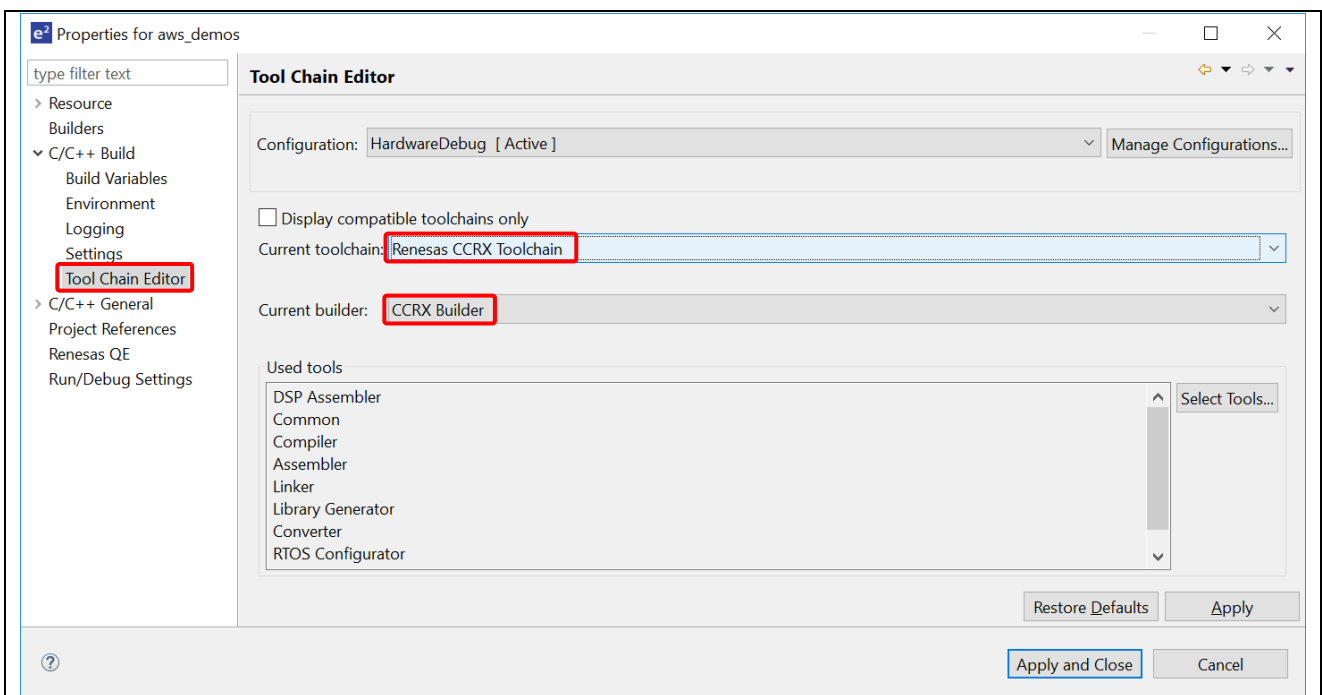 e² Properties for aws_demos
type filter text
Resource
Builders
C/C++ Build
Build Variables
Environment
Logging
Settings
Tool Chain Editor
C/C++ General
Project References
Renesas QE
Run/Debug Settings
Tool Chain Editor
Configuration: HardwareDebug [ Active ] Manage Configurations...
Display compatible toolchains only
Current toolchain: Renesas CCRX Toolchain
Current builder: CCRX Builder
Used tools
DSP Assembler
Common
Compiler
Assembler
Linker
Library Generator
Converter
RTOS Configurator
Select Tools...
Restore Defaults Apply
? Apply and Close Cancel